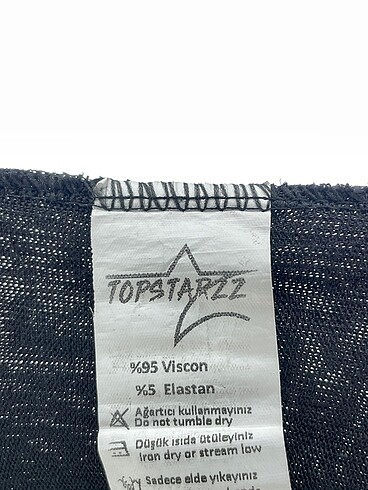 TOPSTARZZ
%95 Viscon
%5 Elastan
Ağartıcı kullanmayınız
Do not tumble dry
Düşük ısıda ütüleyiniz
Iron dry or stream low
Sadece elde yıkayınız